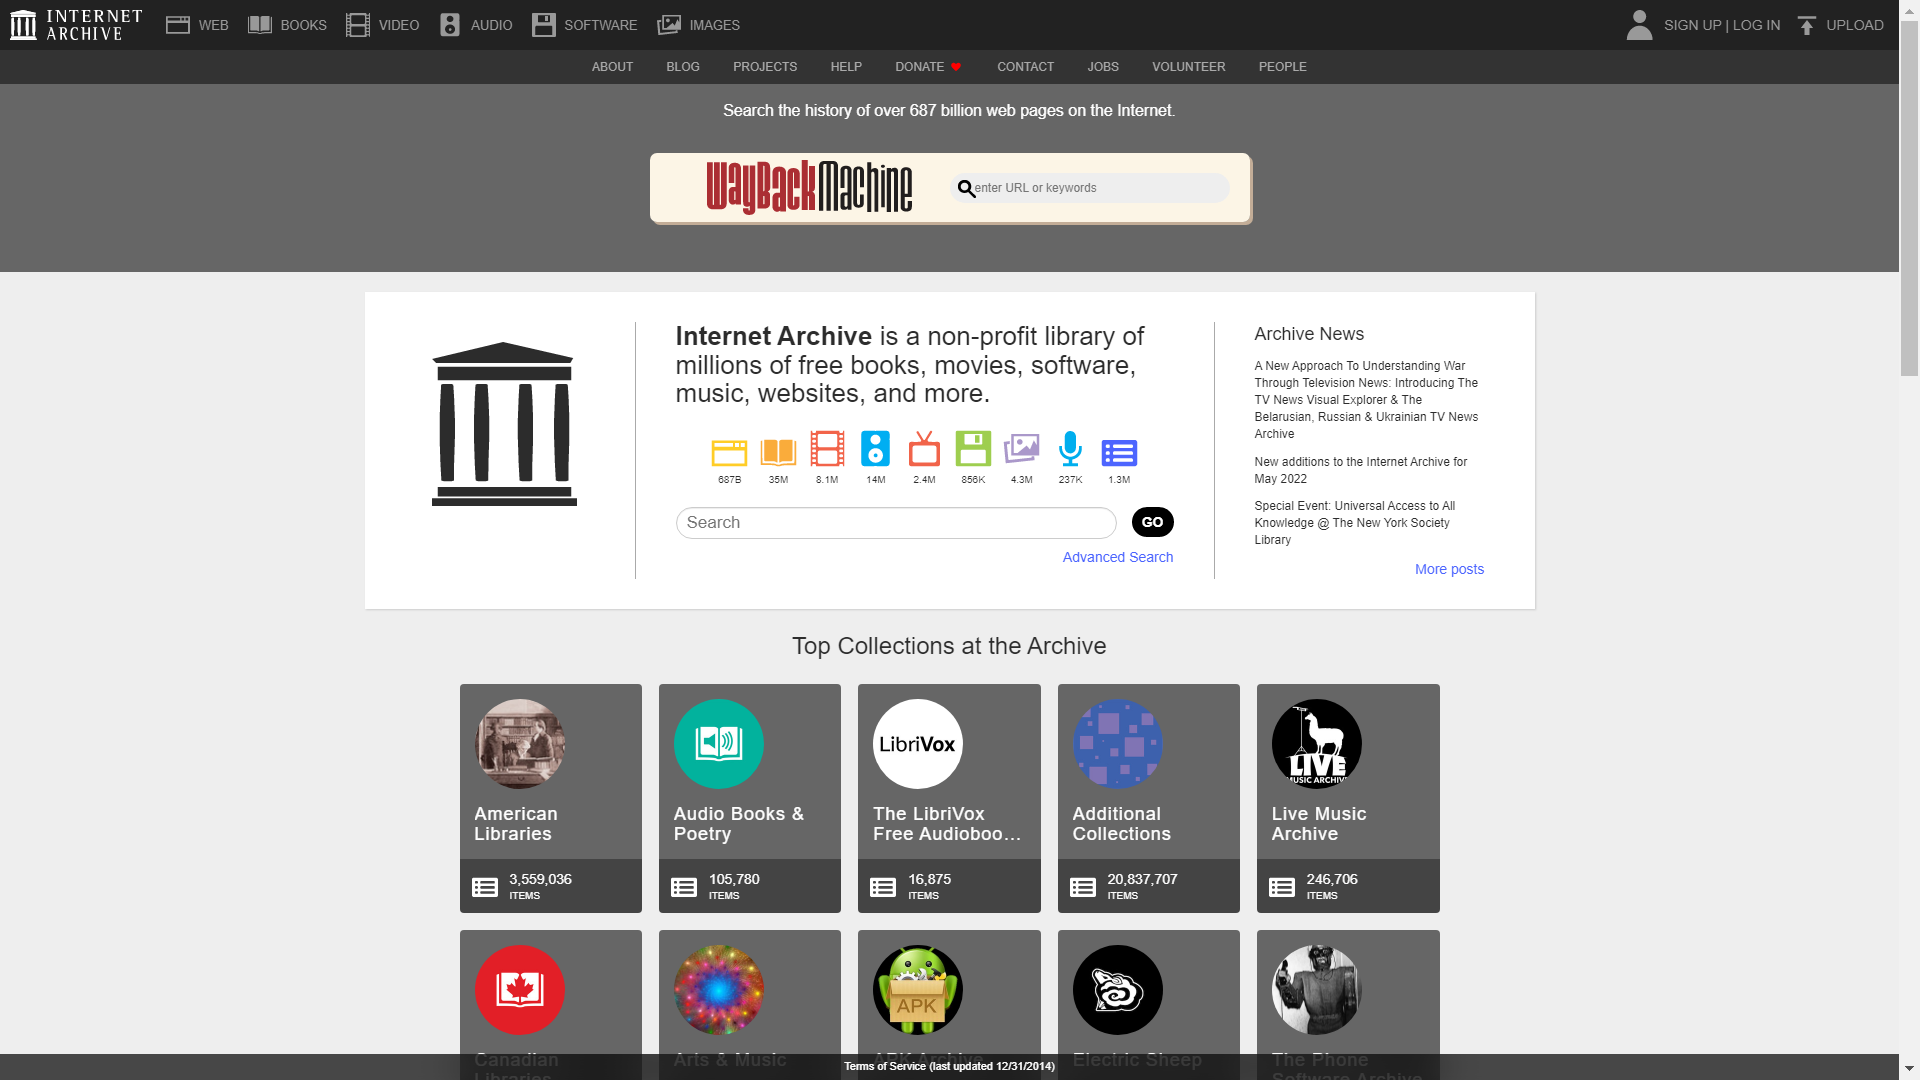 INTERNET
ARCHIVE
WEB
BOOKS
VIDEO
AUDIO
SOFTWARE
IMAGES
SIGN UP | LOG IN
UPLOAD
ABOUT
BLOG
PROJECTS
HELP
DONATE
CONTACT
JOBS
VOLUNTEER
PEOPLE
Search the history of over 687 billion web pages on the Internet.
WayBackMachine
enter URL or keywords
Internet Archive is a non-profit library of
millions of free books, movies, software,
music, websites, and more.
687B
35M
8.1M
14M
2.4M
856K
4.3M
237K
1.3M
Search
GO
Advanced Search
Archive News
A New Approach To Understanding War
Through Television News: Introducing The
TV News Visual Explorer & The
Belarusian, Russian & Ukrainian TV News
Archive
New additions to the Internet Archive for
May 2022
Special Event: Universal Access to All
Knowledge @ The New York Society
Library
More posts
Top Collections at the Archive
American
Libraries
3,559,036
ITEMS
Audio Books &
Poetry
105,780
ITEMS
LibriVox
The LibriVox
Free Audioboo...
16,875
ITEMS
Additional
Collections
20,837,707
ITEMS
LIVE
MUSIC ARCHIVE
Live Music
Archive
246,706
ITEMS
Canadian
Libraries
Arts & Music
APK
APK Archive
Electric Sheep
The Phone
Software Archive
Terms of Service (last updated 12/31/2014)